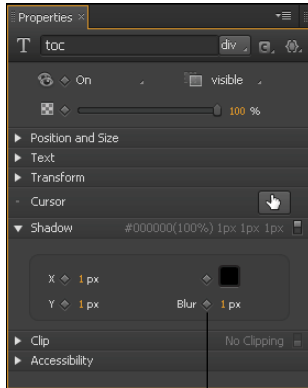 Properties
T toc div
On visible
100 %
Position and Size
Text
Transform
Cursor
Shadow #000000(100%) 1px 1px 1px
X 1 px
Y 1 px Blur 1 px
Clip No Clipping
Accessibility